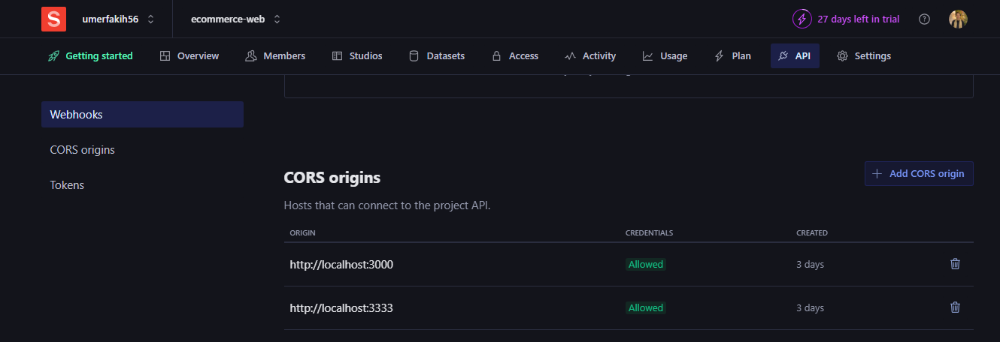 S umerfakih56 ecommerce-web 27 days left in trial
Getting started Overview Members Studios Datasets Access Activity Usage Plan API Settings
Webhooks
CORS origins
Tokens
CORS origins
Add CORS origin
Hosts that can connect to the project API.
ORIGIN CREDENTIALS CREATED
http://localhost:3000 Allowed 3 days
http://localhost:3333 Allowed 3 days